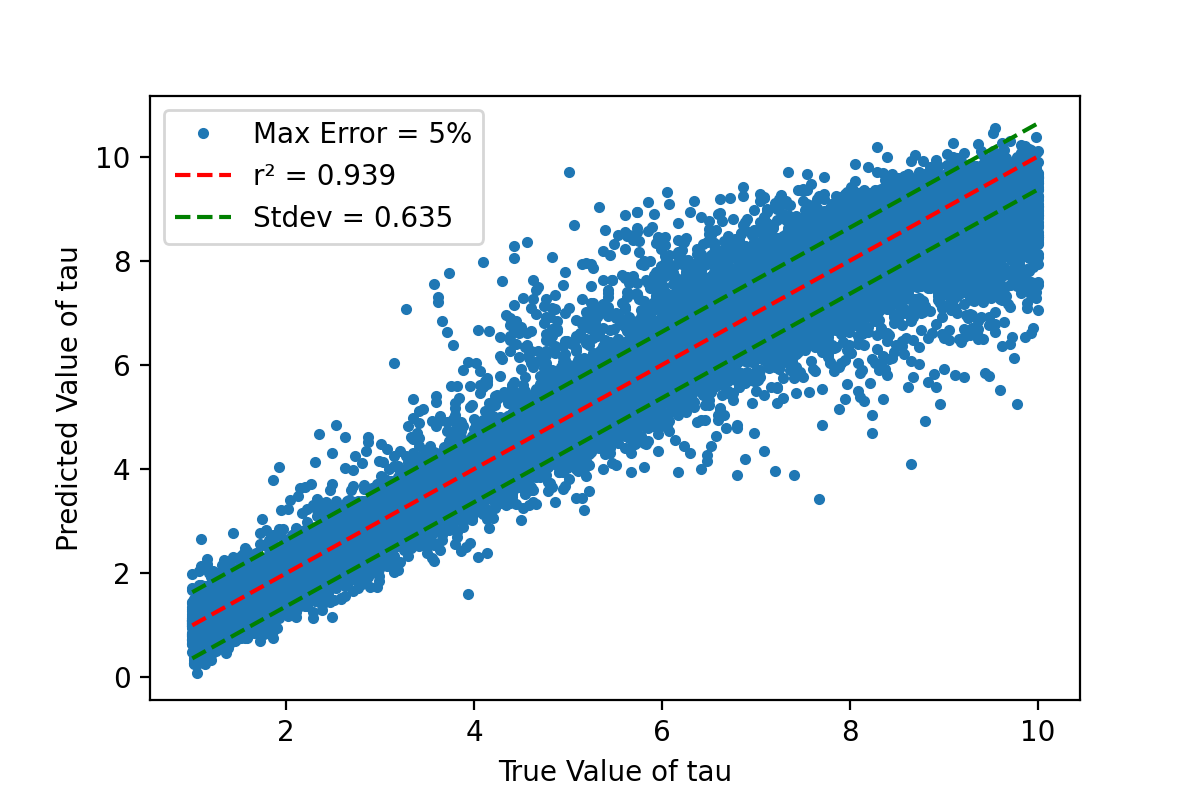 Max Error = 5%
r² = 0.939
Stdev = 0.635
Predicted Value of tau
10
8
6
4
2
0
2 4 6 8 10
True Value of tau